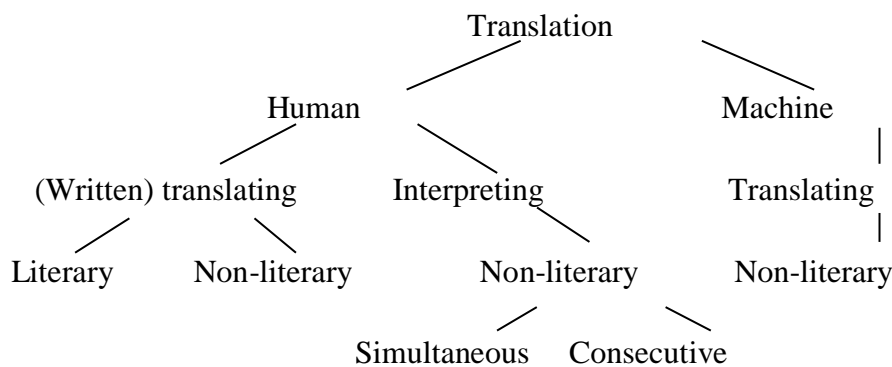 Translation
Human Machine
(Written) translating Interpreting Translating
Literary Non-literary Non-literary Non-literary
Simultaneous Consecutive